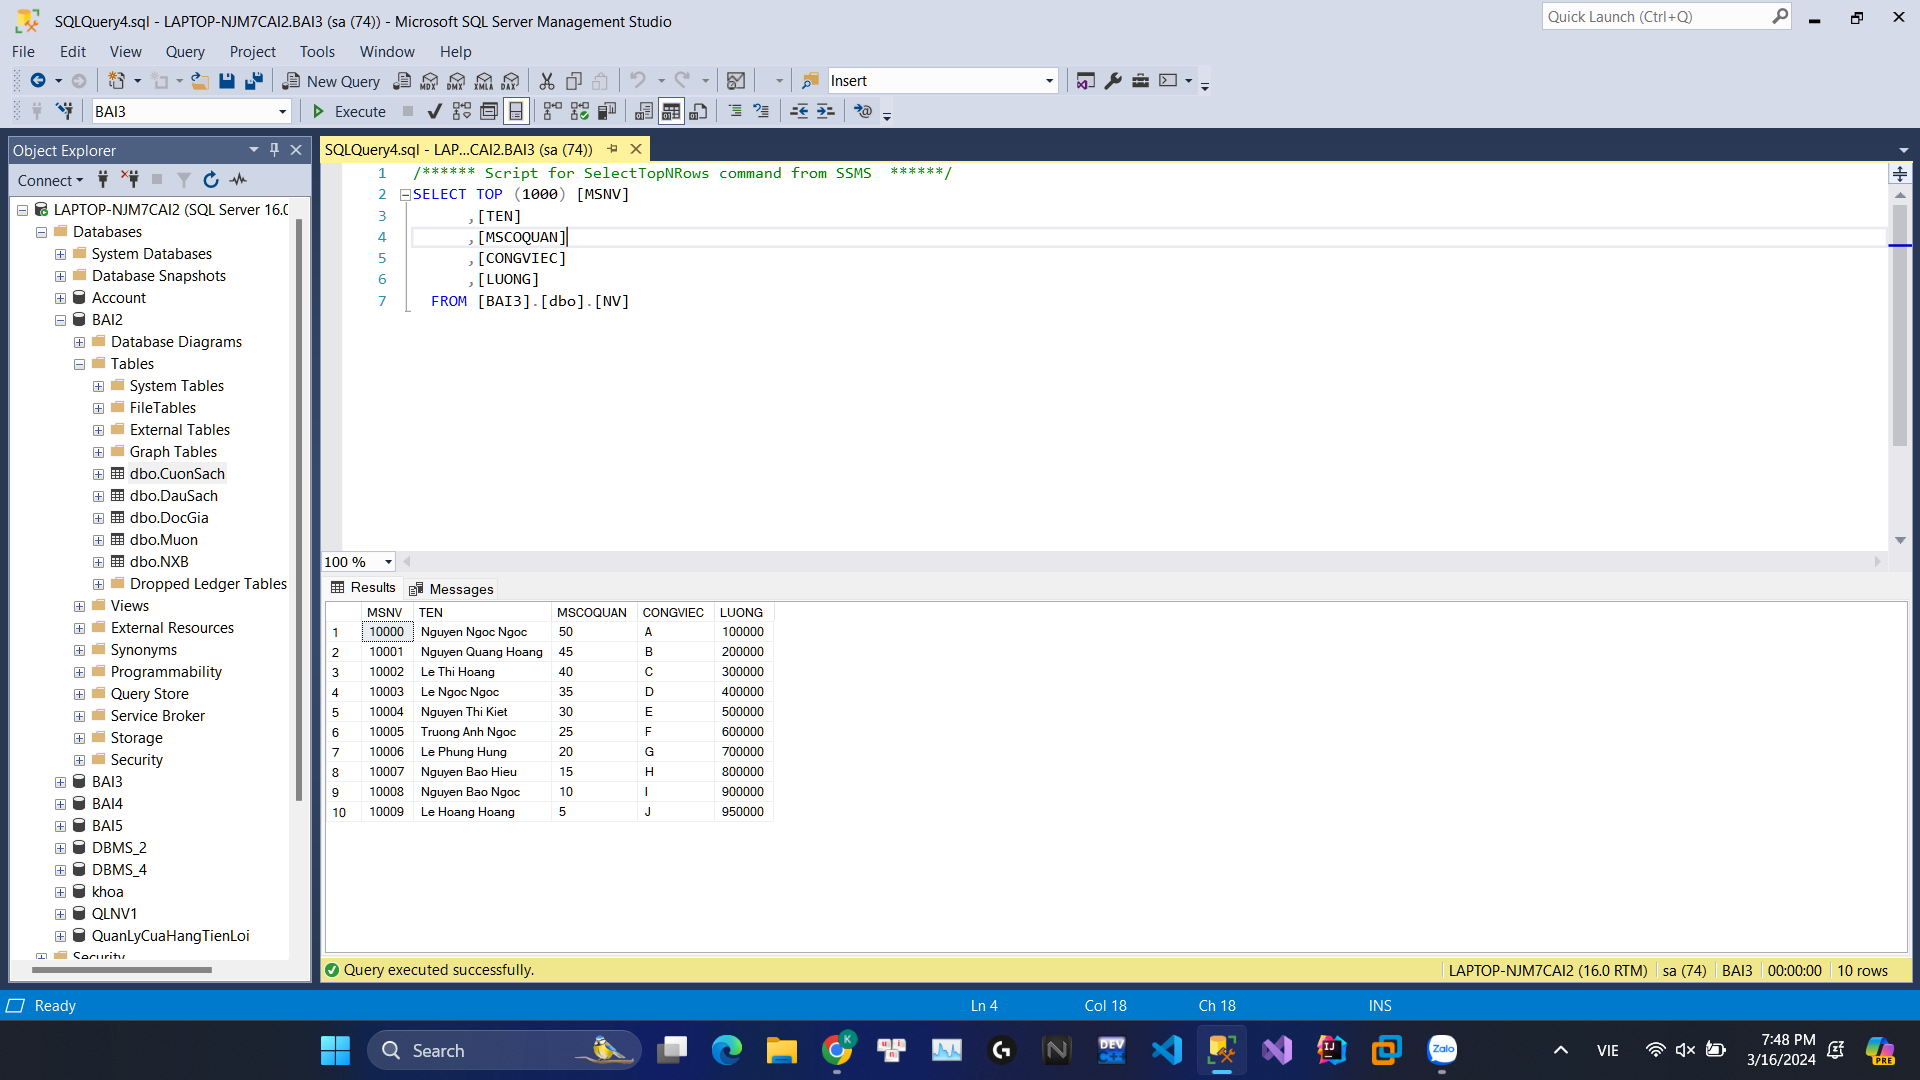 SQLQuery4.sql - LAPTOP-NJM7CAI2.BAI3 (sa (74)) - Microsoft SQL Server Management Studio
Quick Launch (Ctrl+Q)
File Edit View Query Project Tools Window Help
New Query MDX DMX XMLA DAX Insert
BAI3 Execute
Object Explorer
Connect
LAPTOP-NJM7CAI2 (SQL Server 16.0
Databases
System Databases
Database Snapshots
Account
BAI2
Database Diagrams
Tables
System Tables
FileTables
External Tables
Graph Tables
dbo.CuonSach
dbo.DauSach
dbo.DocGia
dbo.Muon
dbo.NXB
Dropped Ledger Tables
Views
External Resources
Synonyms
Programmability
Query Store
Service Broker
Storage
Security
BAI3
BAI4
BAI5
DBMS_2
DBMS_4
khoa
QLNV1
QuanLyCuaHangTienLoi
Security
SQLQuery4.sql - LAP...CAI2.BAI3 (sa (74))
1 /****** Script for SelectTopNRows command from SSMS  ******/
2 SELECT TOP (1000) [MSNV]
3 ,[TEN]
4 ,[MSCOQUAN]
5 ,[CONGVIEC]
6 ,[LUONG]
7 FROM [BAI3].[dbo].[NV]
100 %
Results Messages
MSNV TEN MSCOQUAN CONGVIEC LUONG
1 10000 Nguyen Ngoc Ngoc 50 A 100000
2 10001 Nguyen Quang Hoang 45 B 200000
3 10002 Le Thi Hoang 40 C 300000
4 10003 Le Ngoc Ngoc 35 D 400000
5 10004 Nguyen Thi Kiet 30 E 500000
6 10005 Truong Anh Ngoc 25 F 600000
7 10006 Le Phung Hung 20 G 700000
8 10007 Nguyen Bao Hieu 15 H 800000
9 10008 Nguyen Bao Ngoc 10 I 900000
10 10009 Le Hoang Hoang 5 J 950000
Query executed successfully. LAPTOP-NJM7CAI2 (16.0 RTM) sa (74) BAI3 00:00:00 10 rows
Ready Ln 4 Col 18 Ch 18 INS
Search K DEV C++ IJ Zalo VIE 7:48 PM PRE
3/16/2024